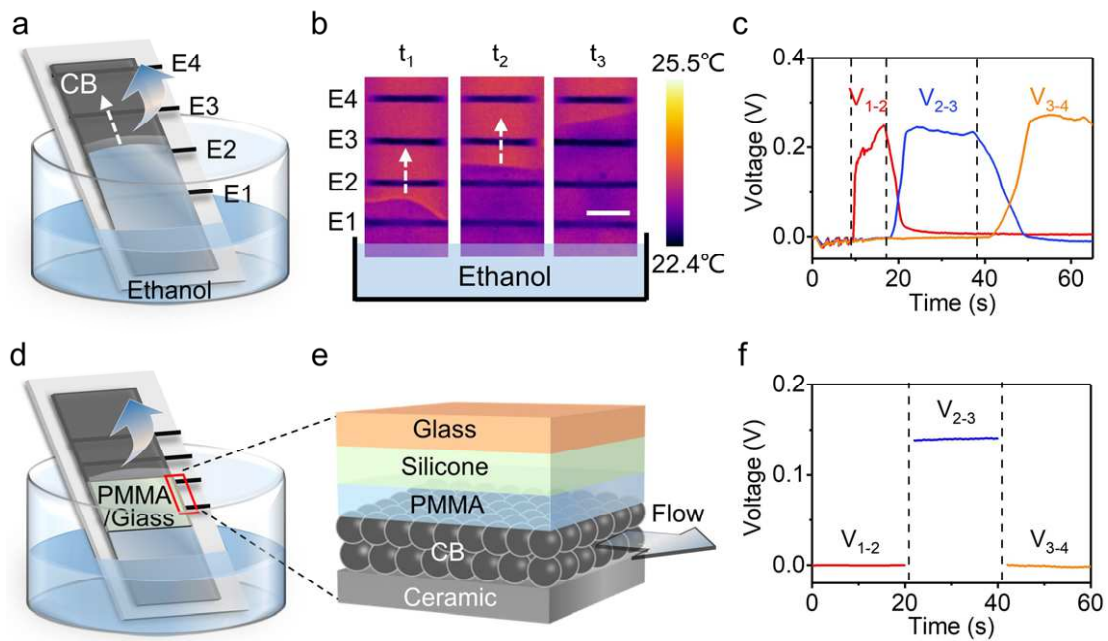 a
CB
E4
E3
E2
E1
Ethanol
b
t₁
t₂
t₃
E4
E3
E2
E1
25.5℃
22.4℃
Ethanol
c
0.4
0.2
0.0
Voltage (V)
V₁₋₂
V₂₋₃
V₃₋₄
0
20
40
60
Time (s)
d
PMMA
/Glass
e
Glass
Silicone
PMMA
CB
Ceramic
Flow
f
0.2
0.1
0.0
Voltage (V)
V₁₋₂
V₂₋₃
V₃₋₄
0
20
40
60
Time (s)